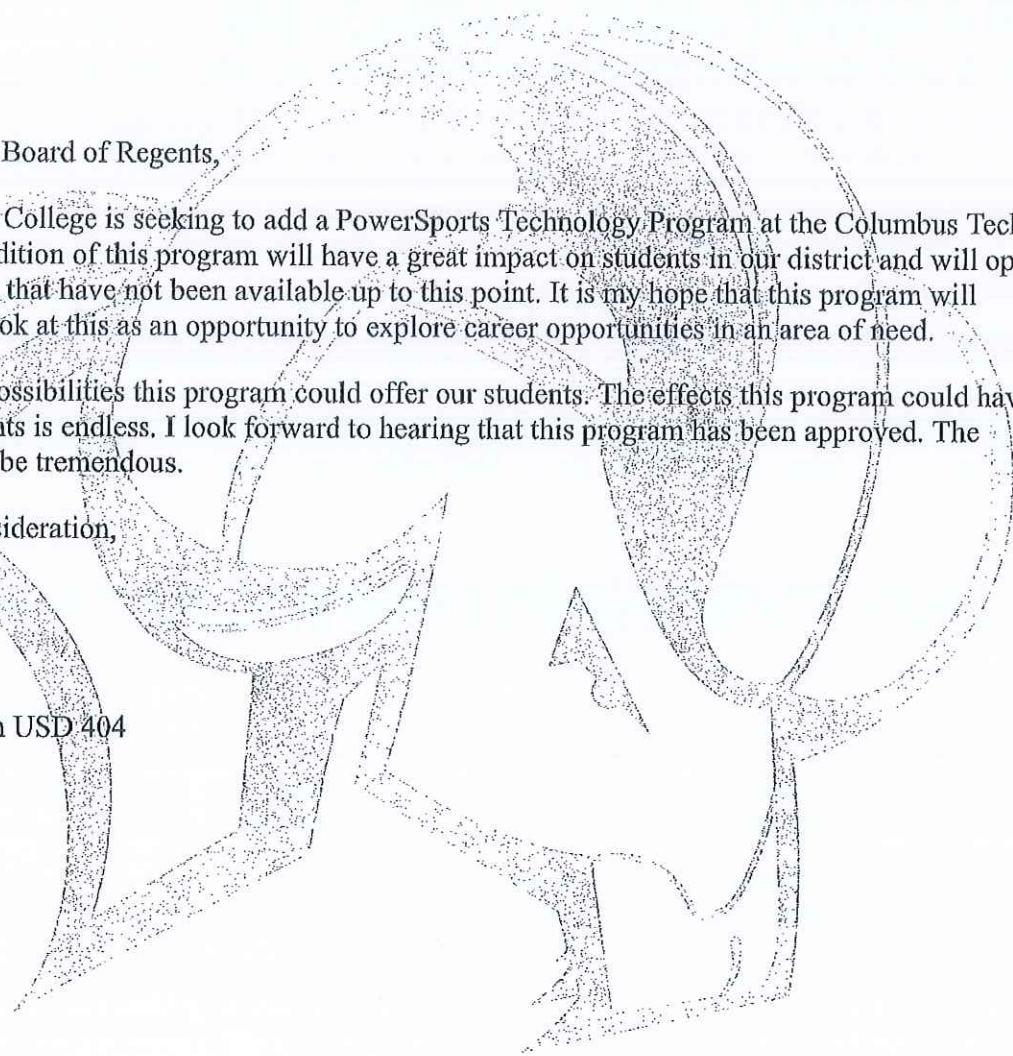 Board of Regents,
College is seeking to add a PowerSports Technology Program at the Columbus Tech
dition of this program will have a great impact on students in our district and will op
that have not been available up to this point. It is my hope that this program will
ok at this as an opportunity to explore career opportunities in an area of need.
ossibilities this program could offer our students. The effects this program could hav
ts is endless. I look forward to hearing that this program has been approved. The
be tremendous.
sideration,
n USD 404